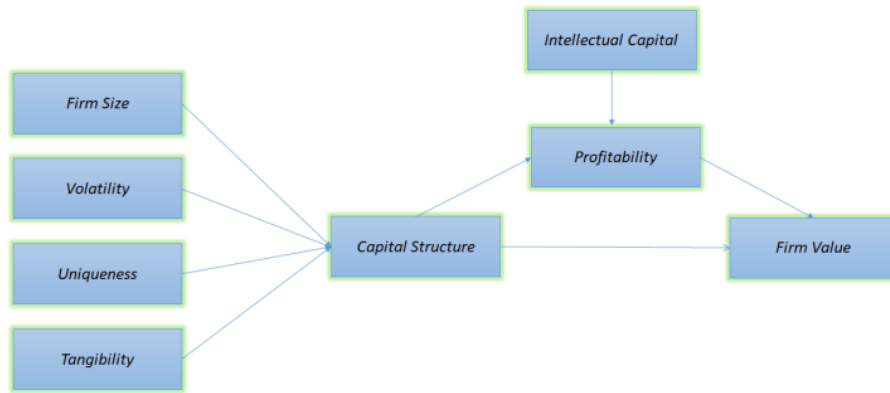 Intellectual Capital
Firm Size
Profitability
Volatility
Capital Structure
Firm Value
Uniqueness
Tangibility